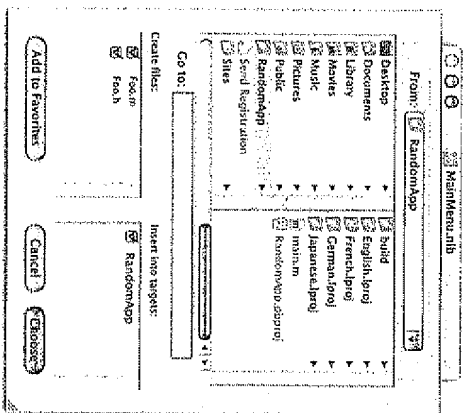 MainMenu.nib
From: RandomApp
Desktop
Documents
Library
Movies
Music
Pictures
Public
RandomApp
Send Registration
Sites
build
English.lproj
French.lproj
German.lproj
Japanese.lproj
main.m
RandomApp.pbproj
Go to:
Create files:
Foo.m
Foo.h
Insert into targets:
RandomApp
Add to Favorites
Cancel
Choose